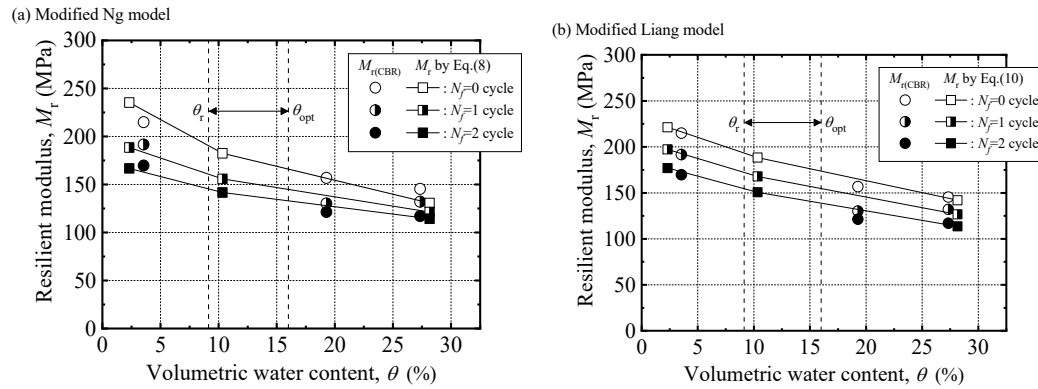 (a) Modified Ng model
300
250
200
150
100
50
0
0 5 10 15 20 25 30
Resilient modulus, Mr (MPa)
Volumetric water content, θ (%)
Mr(CBR) Mr by Eq.(8)
: Nf=0 cycle
: Nf=1 cycle
: Nf=2 cycle
θr
θopt
(b) Modified Liang model
300
250
200
150
100
50
0
0 5 10 15 20 25 30
Resilient modulus, Mr (MPa)
Volumetric water content, θ (%)
Mr(CBR) Mr by Eq.(10)
: Nf=0 cycle
: Nf=1 cycle
: Nf=2 cycle
θr
θopt